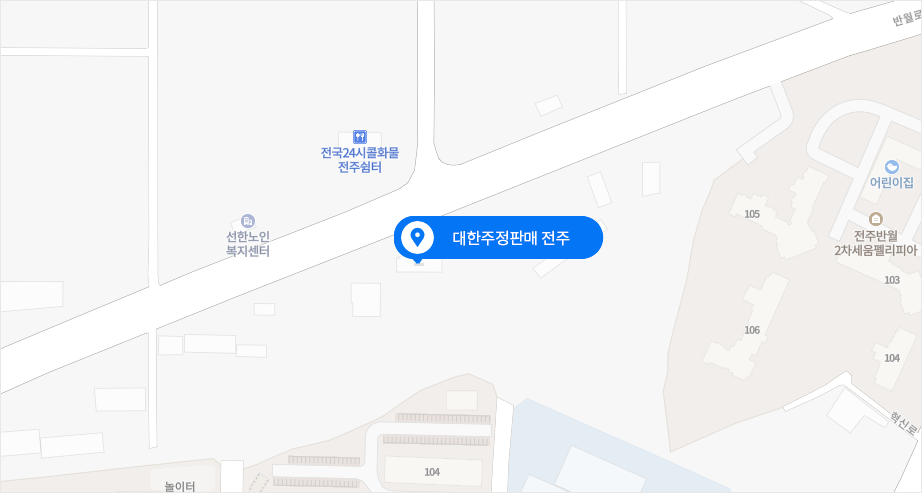 반월로
전국24시콜화물
전주쉼터
어린이집
105
선한노인
복지센터
대한주정판매 전주
전주반월
2차세움펠리피아
103
106
104
혁신로
104
놀이터